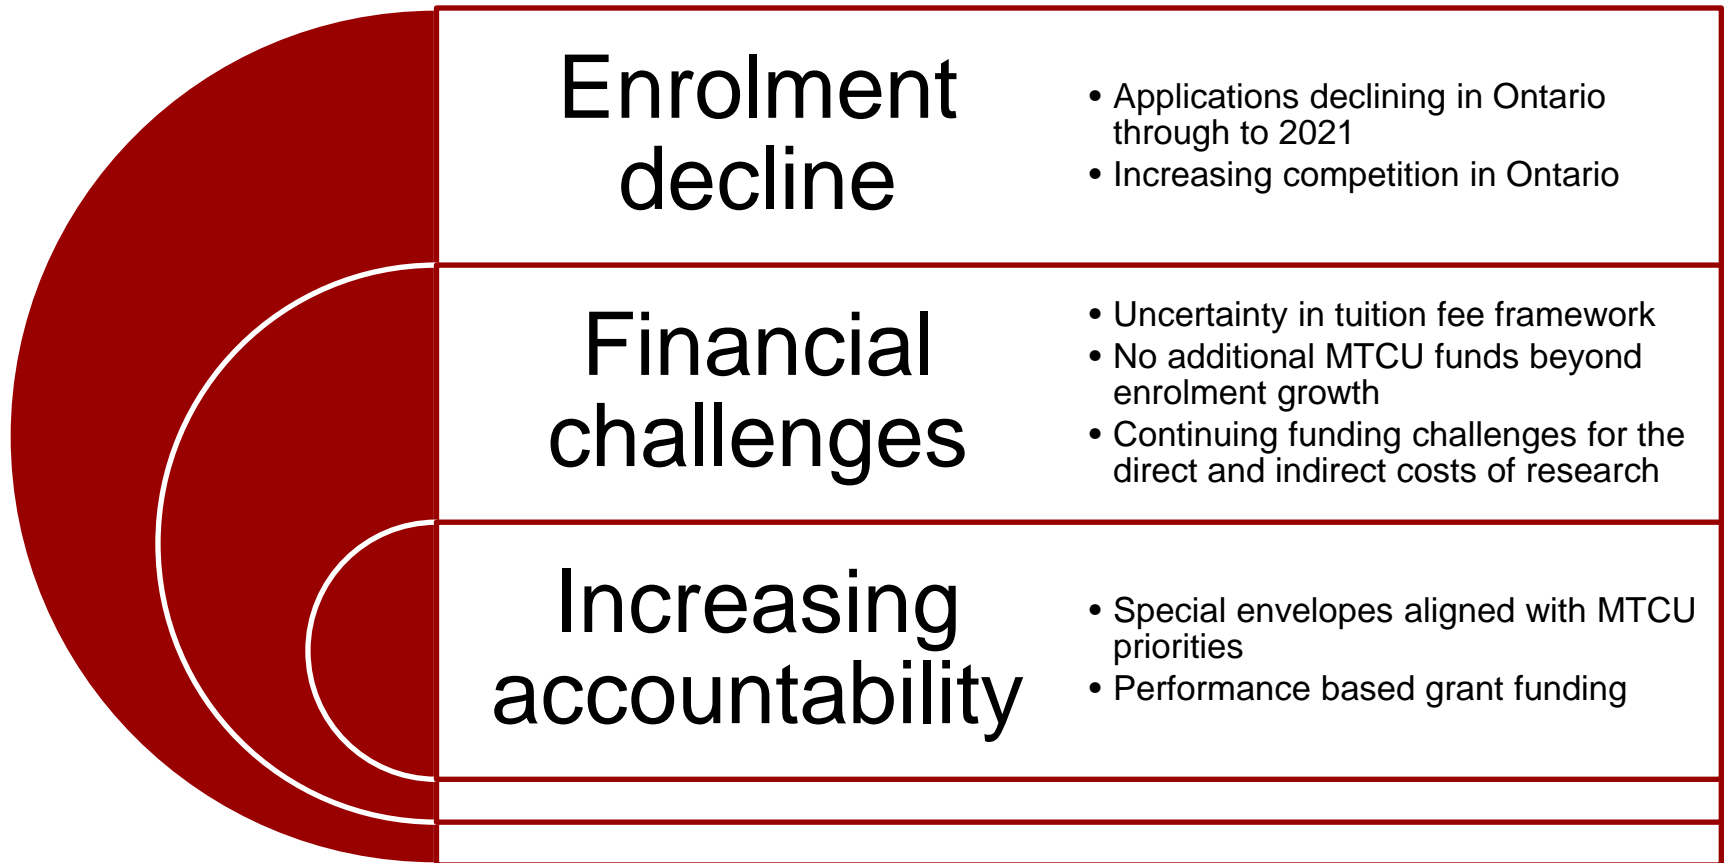 Enrolment
decline
• Applications declining in Ontario
through to 2021
• Increasing competition in Ontario
Financial
challenges
• Uncertainty in tuition fee framework
• No additional MTCU funds beyond
enrolment growth
• Continuing funding challenges for the
direct and indirect costs of research
Increasing
accountability
• Special envelopes aligned with MTCU
priorities
• Performance based grant funding